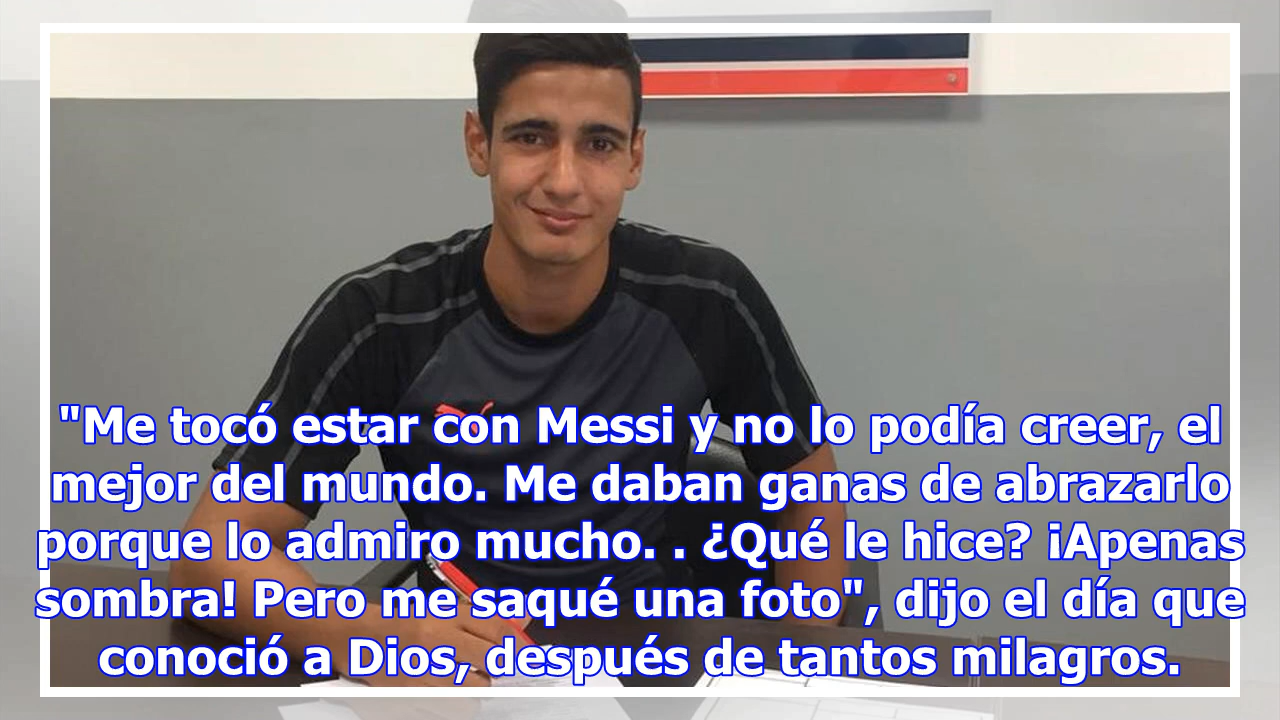 "Me tocó estar con Messi y no lo podía creer, el
mejor del mundo. Me daban ganas de abrazarlo
porque lo admiro mucho. . ¿Qué le hice? ¡Apenas
sombra! Pero me saqué una foto", dijo el día que
conoció a Dios, después de tantos milagros.